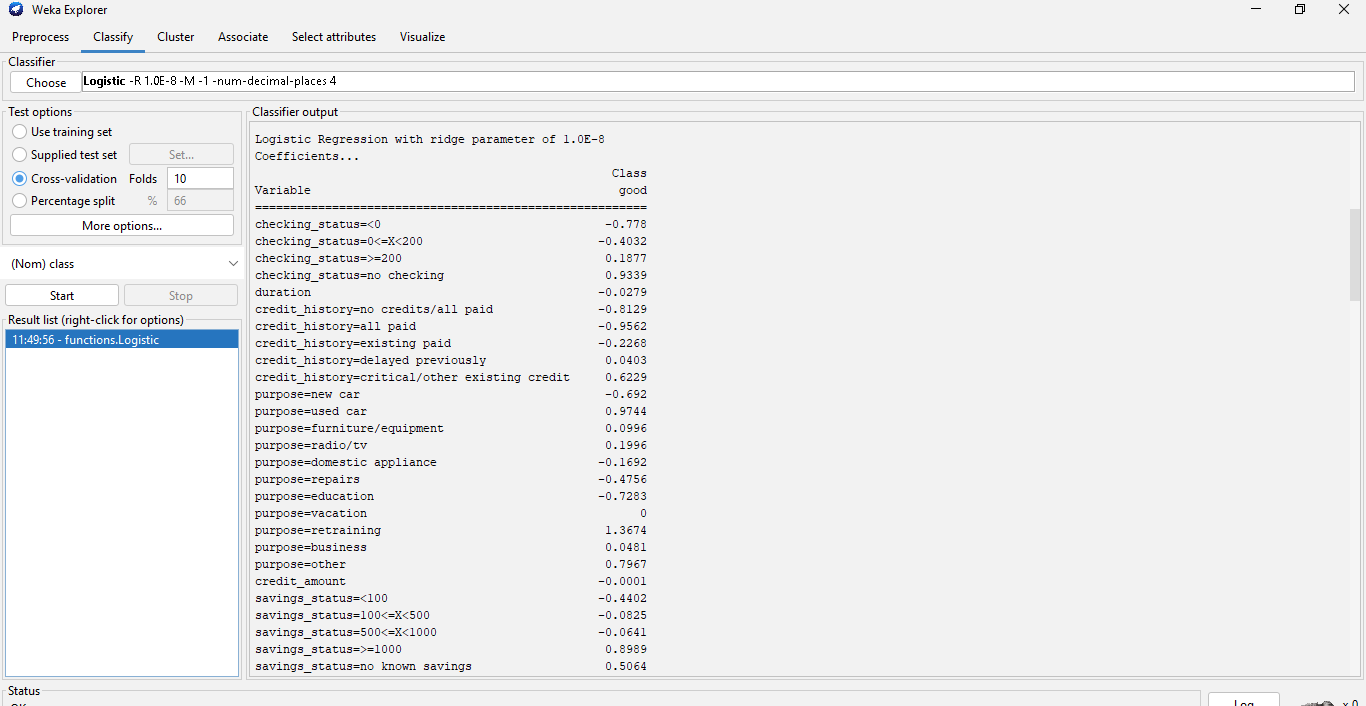 Weka Explorer
Preprocess Classify Cluster Associate Select attributes Visualize
Classifier
Choose Logistic -R 1.0E-8 -M -1 -num-decimal-places 4
Test options
Use training set
Supplied test set Set...
Cross-validation Folds 10
Percentage split % 66
More options...
(Nom) class
Start Stop
Result list (right-click for options)
11:49:56 - functions.Logistic
Classifier output
Logistic Regression with ridge parameter of 1.0E-8
Coefficients...
Class
Variable good
========================================================
checking_status=<0 -0.778
checking_status=0<=X<200 -0.4032
checking_status=>=200 0.1877
checking_status=no checking 0.9339
duration -0.0279
credit_history=no credits/all paid -0.8129
credit_history=all paid -0.9562
credit_history=existing paid -0.2268
credit_history=delayed previously 0.0403
credit_history=critical/other existing credit 0.6229
purpose=new car -0.692
purpose=used car 0.9744
purpose=furniture/equipment 0.0996
purpose=radio/tv 0.1996
purpose=domestic appliance -0.1692
purpose=repairs -0.4756
purpose=education -0.7283
purpose=vacation 0
purpose=retraining 1.3674
purpose=business 0.0481
purpose=other 0.7967
credit_amount -0.0001
savings_status=<100 -0.4402
savings_status=100<=X<500 -0.0825
savings_status=500<=X<1000 -0.0641
savings_status=>=1000 0.8989
savings_status=no known savings 0.5064
Status
OK
Log x 0